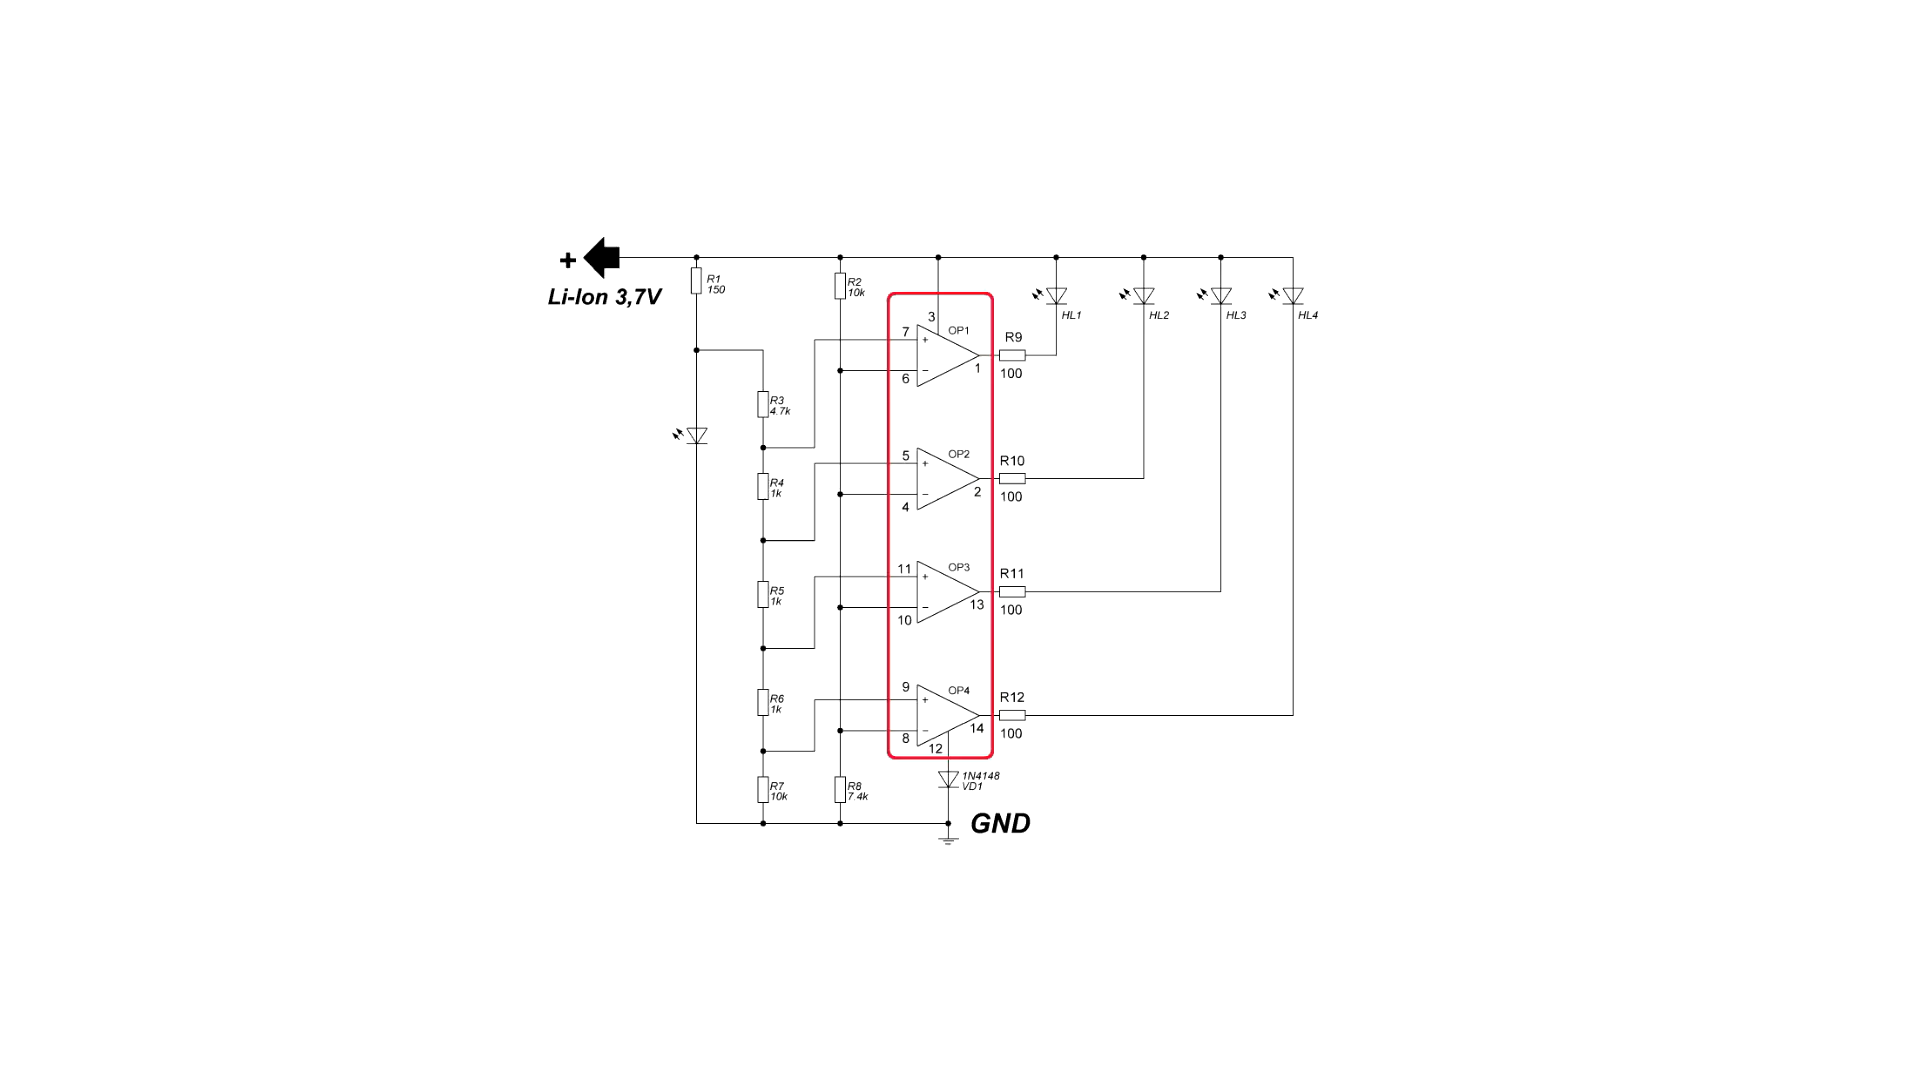 +
Li-Ion 3,7V
R1
150
R2
10k
HL1
HL2
HL3
HL4
3
OP1
7
+
6
−
1
R9
100
R3
4.7k
OP2
5
+
4
−
2
R10
100
R4
1k
OP3
11
+
10
−
13
R11
100
R5
1k
OP4
9
+
8
−
14
12
R12
100
R6
1k
R7
10k
R8
7.4k
1N4148
VD1
GND